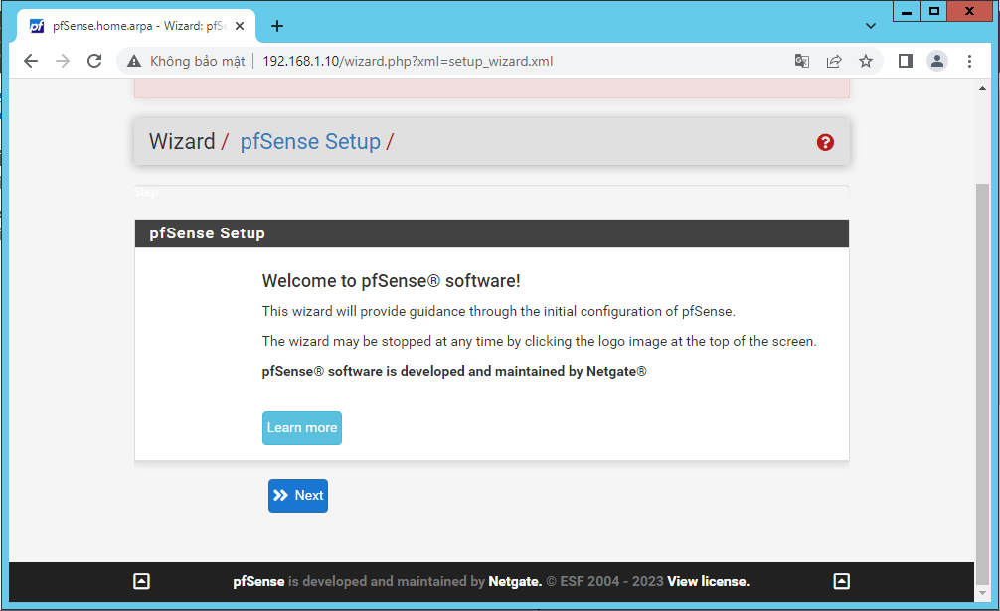 pf pfSense.home.arpa - Wizard: pfS
Không bảo mật 192.168.1.10/wizard.php?xml=setup_wizard.xml
Wizard / pfSense Setup /
Step
pfSense Setup
Welcome to pfSense® software!
This wizard will provide guidance through the initial configuration of pfSense.
The wizard may be stopped at any time by clicking the logo image at the top of the screen.
pfSense® software is developed and maintained by Netgate®
Learn more
Next
pfSense is developed and maintained by Netgate. © ESF 2004 - 2023 View license.